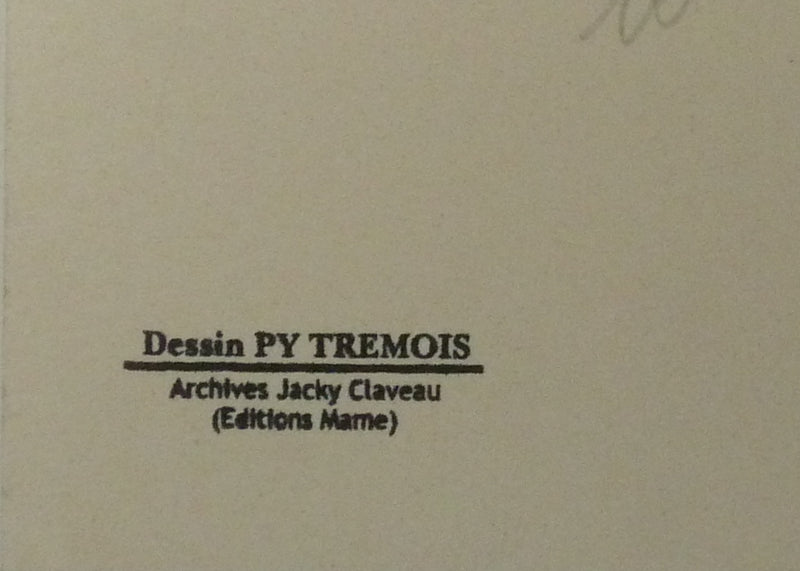 Dessin PY TREMOIS
Archives Jacky Claveau
(Editions Mame)